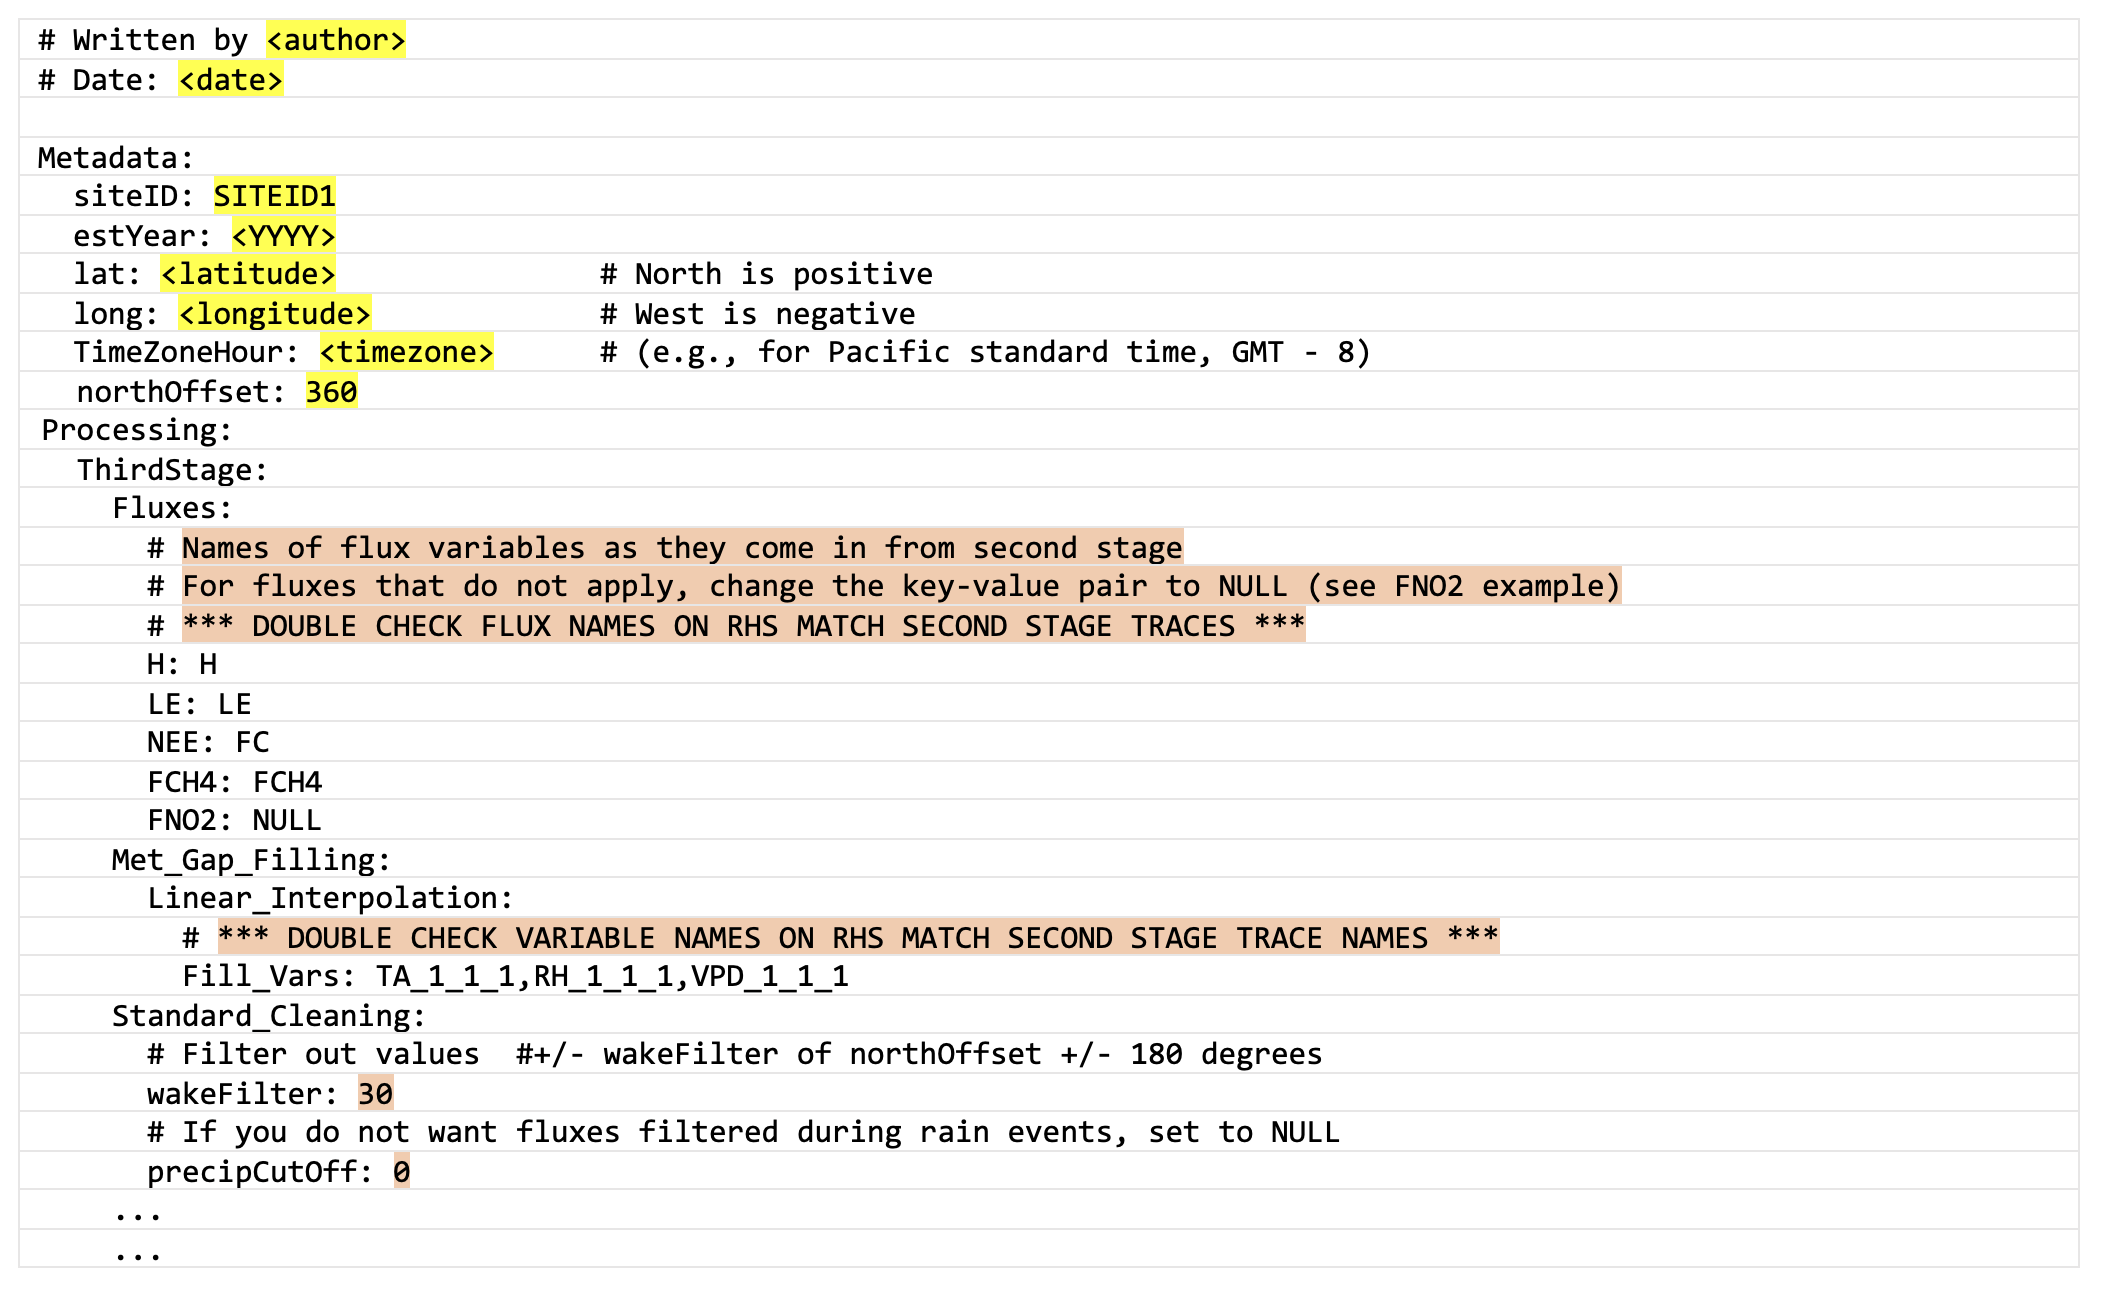 # Written by <author>
# Date: <date>
Metadata:
siteID: SITEID1
estYear: <YYYY>
lat: <latitude> # North is positive
long: <longitude> # West is negative
TimeZoneHour: <timezone> # (e.g., for Pacific standard time, GMT - 8)
northOffset: 360
Processing:
ThirdStage:
Fluxes:
# Names of flux variables as they come in from second stage
# For fluxes that do not apply, change the key-value pair to NULL (see FNO2 example)
# *** DOUBLE CHECK FLUX NAMES ON RHS MATCH SECOND STAGE TRACES ***
H: H
LE: LE
NEE: FC
FCH4: FCH4
FNO2: NULL
Met_Gap_Filling:
Linear_Interpolation:
# *** DOUBLE CHECK VARIABLE NAMES ON RHS MATCH SECOND STAGE TRACE NAMES ***
Fill_Vars: TA_1_1_1,RH_1_1_1,VPD_1_1_1
Standard_Cleaning:
# Filter out values #+/- wakeFilter of northOffset +/- 180 degrees
wakeFilter: 30
# If you do not want fluxes filtered during rain events, set to NULL
precipCutOff: 0
...
...